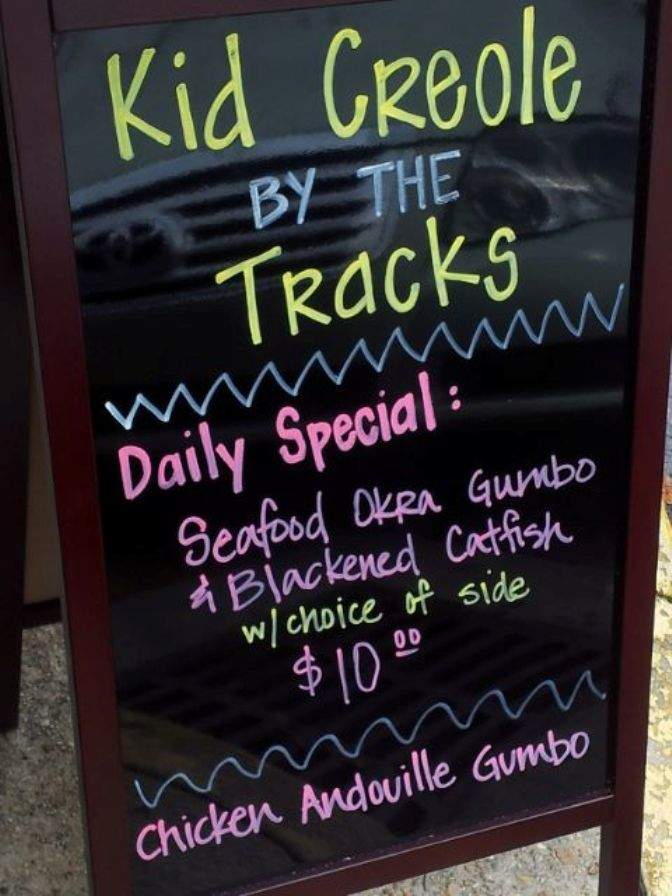 Kid Creole
BY THE
Tracks
Daily Special:
Seafood Okra Gumbo
& Blackened Catfish
w/choice of side
$10.00
Chicken Andouille Gumbo